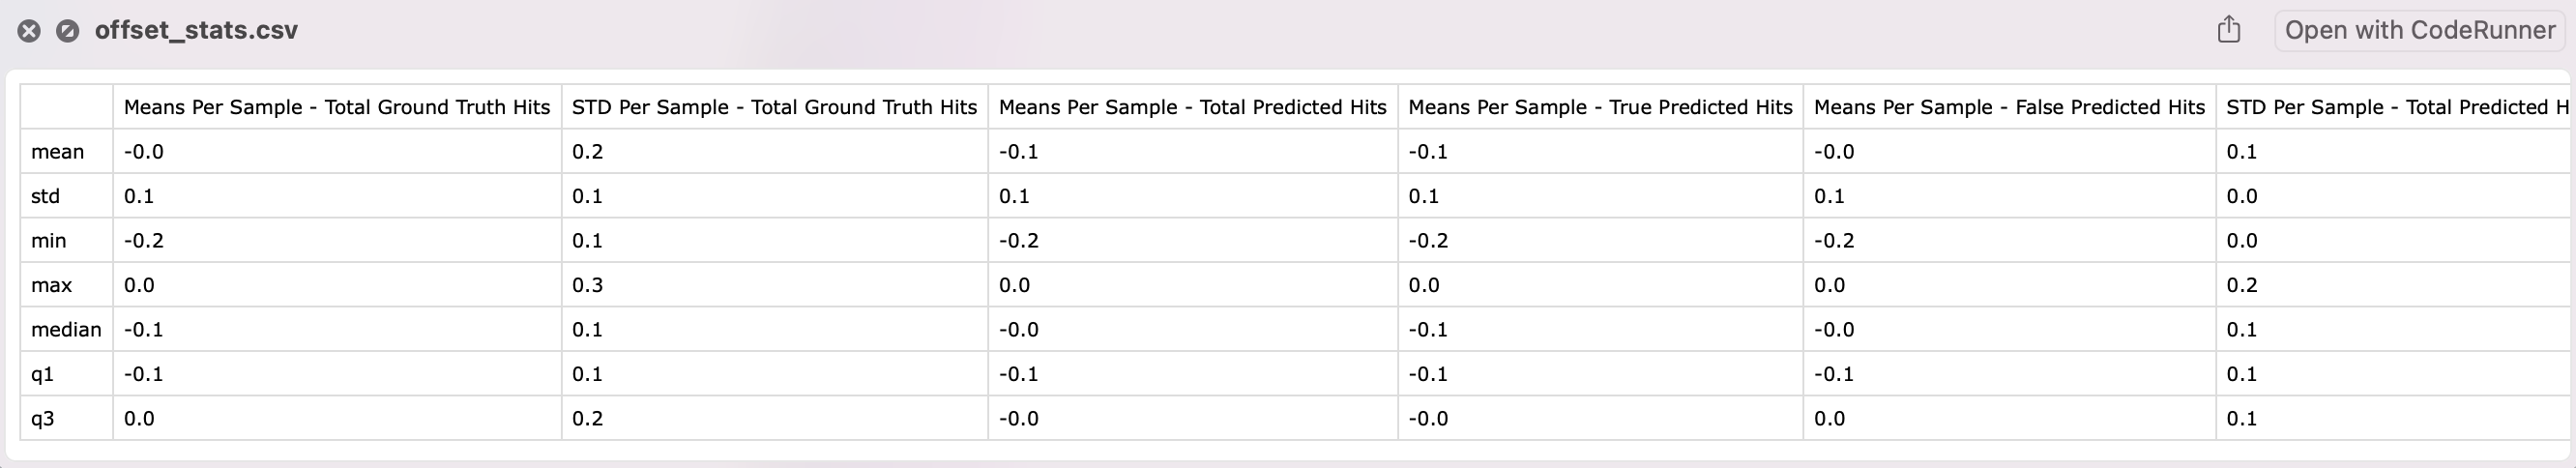 offset_stats.csv Open with CodeRunner
Means Per Sample - Total Ground Truth Hits STD Per Sample - Total Ground Truth Hits Means Per Sample - Total Predicted Hits Means Per Sample - True Predicted Hits Means Per Sample - False Predicted Hits STD Per Sample - Total Predicted H
mean -0.0 0.2 -0.1 -0.1 -0.0 0.1
std 0.1 0.1 0.1 0.1 0.1 0.0
min -0.2 0.1 -0.2 -0.2 -0.2 0.0
max 0.0 0.3 0.0 0.0 0.0 0.2
median -0.1 0.1 -0.0 -0.1 -0.0 0.1
q1 -0.1 0.1 -0.1 -0.1 -0.1 0.1
q3 0.0 0.2 -0.0 -0.0 0.0 0.1